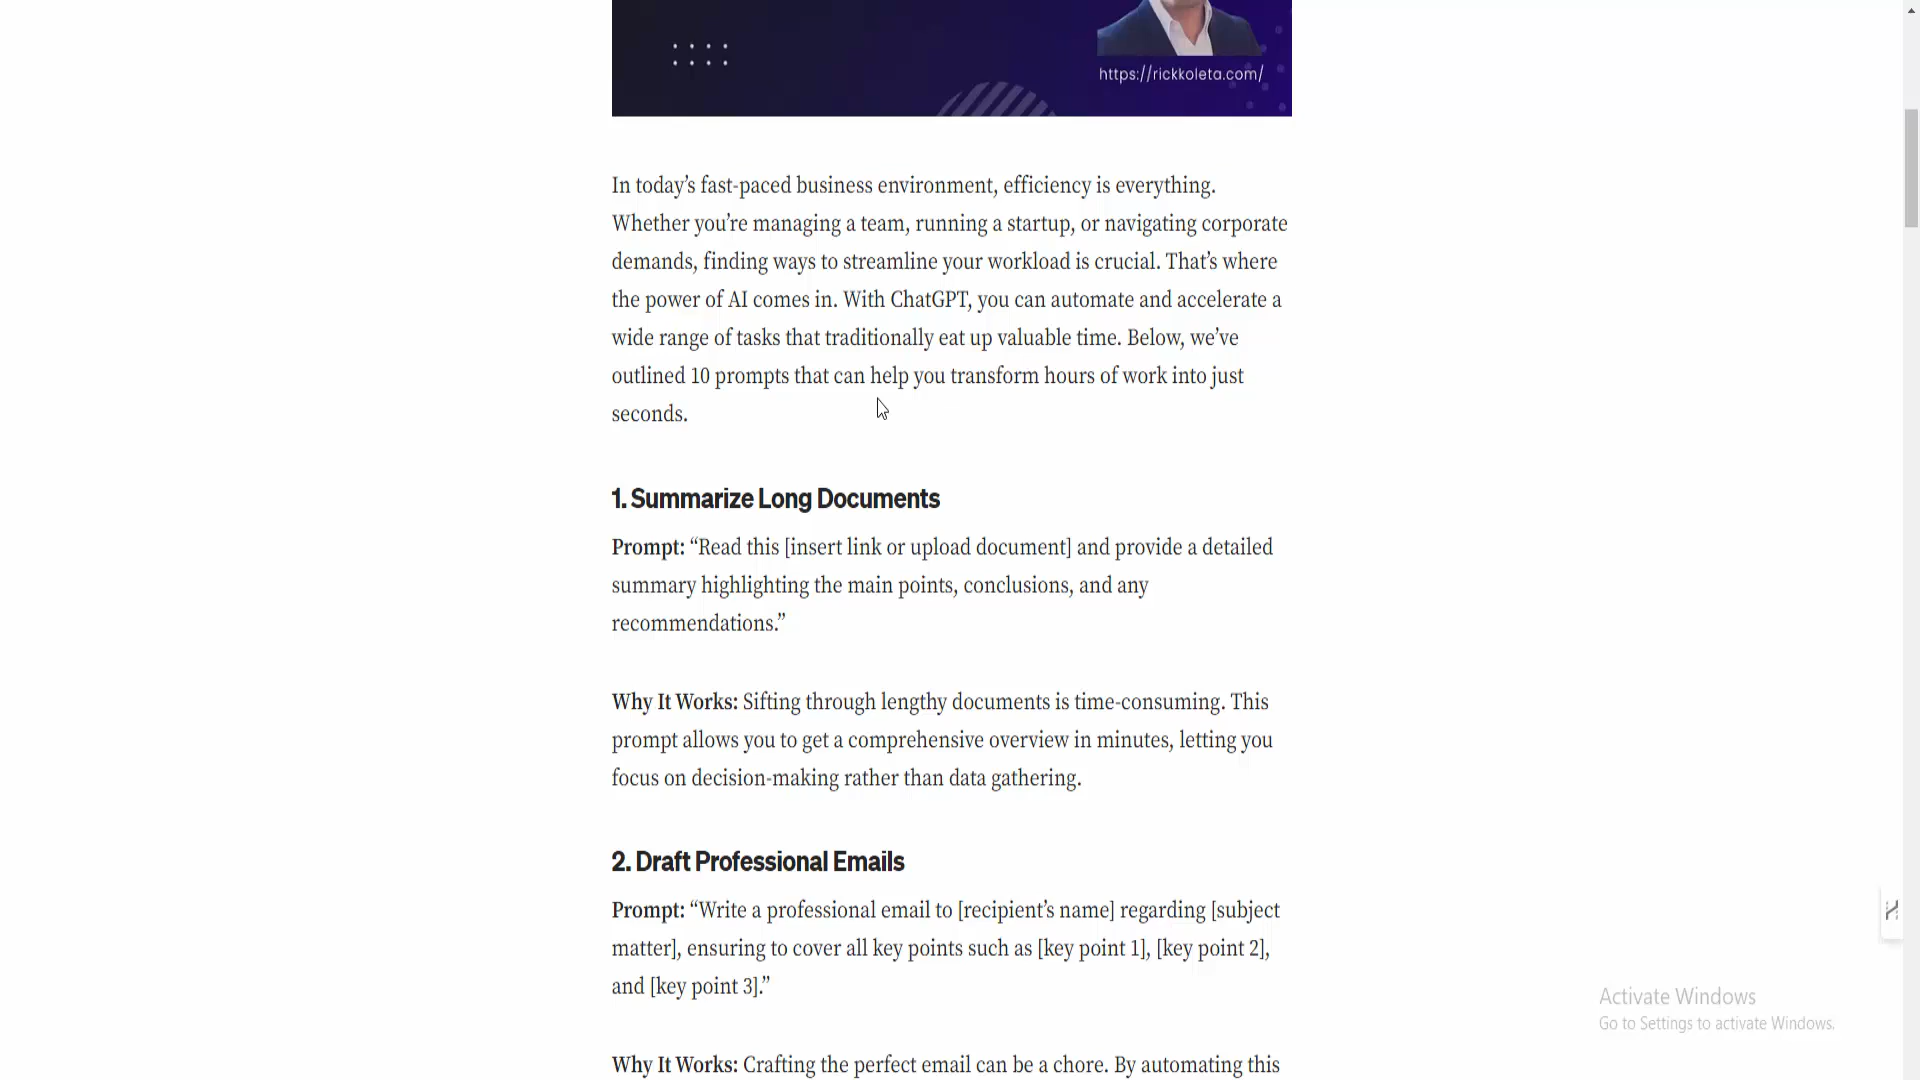 https://rickkoleta.com/
In today’s fast-paced business environment, efficiency is everything.
Whether you’re managing a team, running a startup, or navigating corporate
demands, finding ways to streamline your workload is crucial. That’s where
the power of AI comes in. With ChatGPT, you can automate and accelerate a
wide range of tasks that traditionally eat up valuable time. Below, we’ve
outlined 10 prompts that can help you transform hours of work into just
seconds.
1. Summarize Long Documents
Prompt: “Read this [insert link or upload document] and provide a detailed
summary highlighting the main points, conclusions, and any
recommendations.”
Why It Works: Sifting through lengthy documents is time-consuming. This
prompt allows you to get a comprehensive overview in minutes, letting you
focus on decision-making rather than data gathering.
2. Draft Professional Emails
Prompt: “Write a professional email to [recipient’s name] regarding [subject
matter], ensuring to cover all key points such as [key point 1], [key point 2],
and [key point 3].”
Why It Works: Crafting the perfect email can be a chore. By automating this
Activate Windows
Go to Settings to activate Windows.